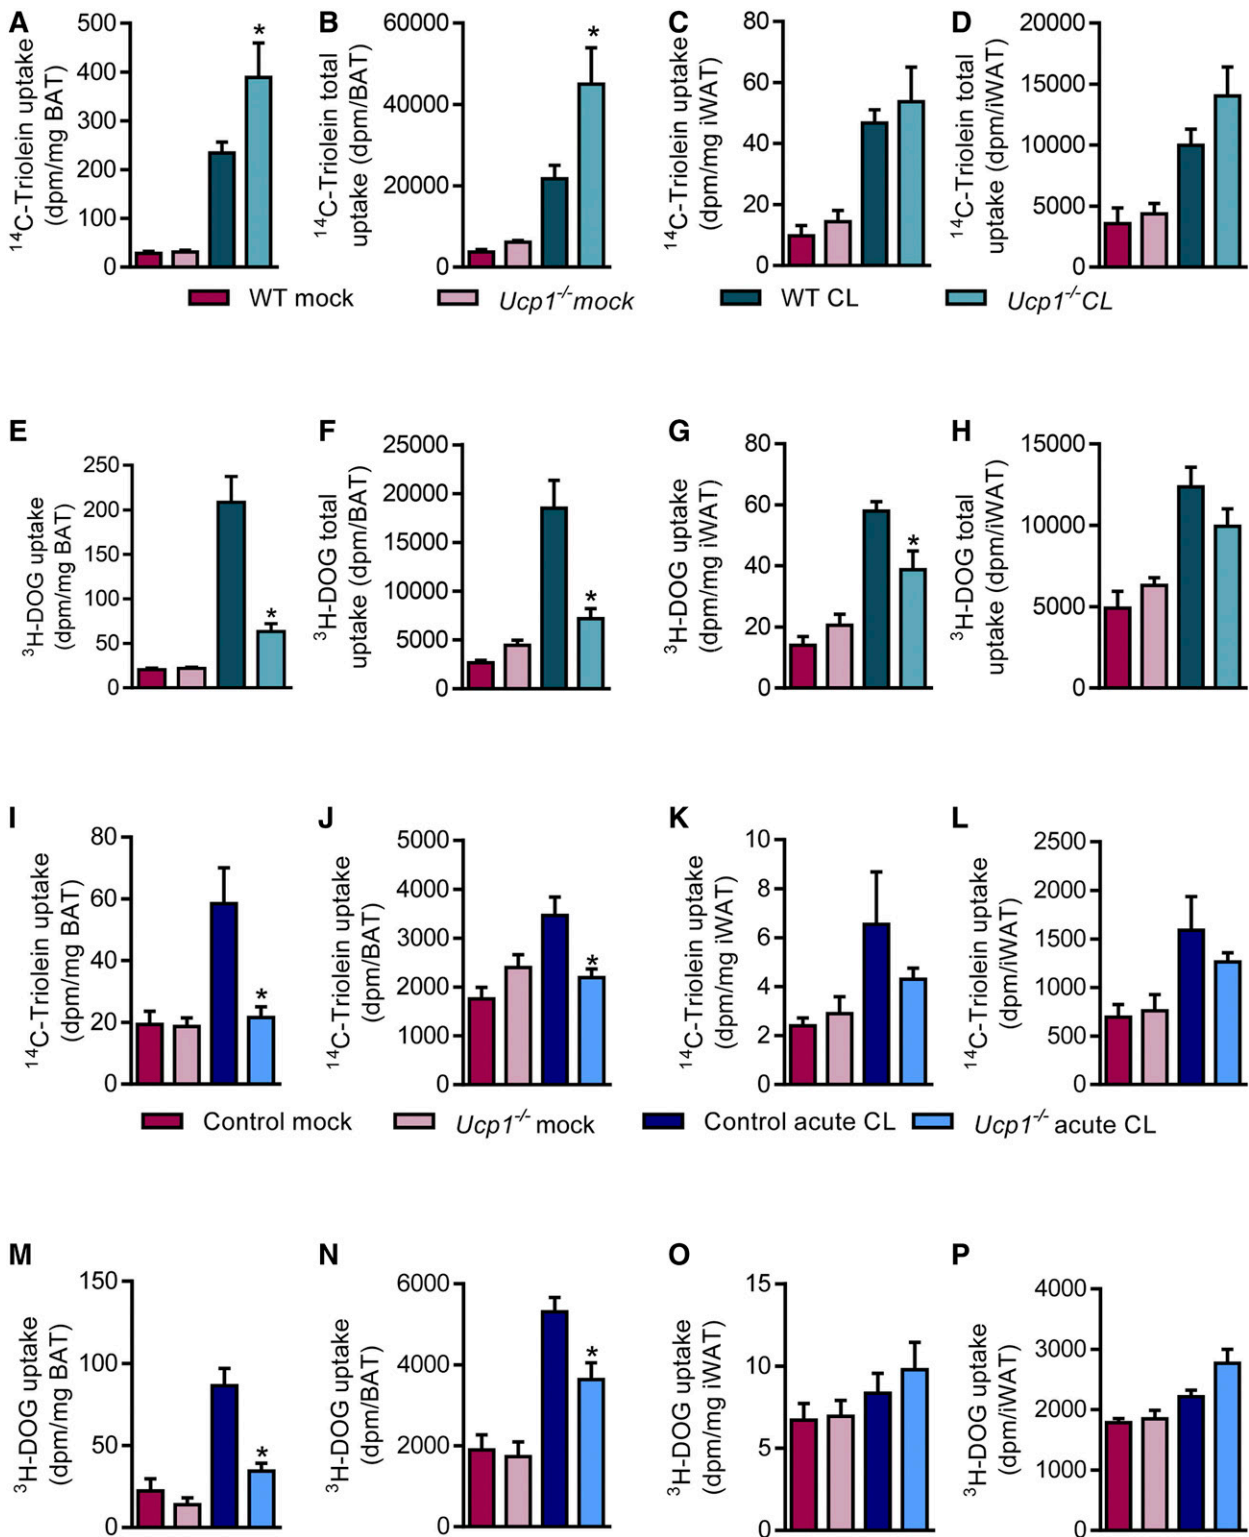 A
¹⁴C-Triolein uptake
(dpm/mg BAT)
500
400
300
200
100
0
*
B
¹⁴C-Triolein total
uptake (dpm/BAT)
60000
40000
20000
0
*
C
¹⁴C-Triolein uptake
(dpm/mg iWAT)
80
60
40
20
0
D
¹⁴C-Triolein total
uptake (dpm/iWAT)
20000
15000
10000
5000
0
WT mock
Ucp1⁻/⁻mock
WT CL
Ucp1⁻/⁻CL
E
³H-DOG uptake
(dpm/mg BAT)
250
200
150
100
50
0
*
F
³H-DOG total
uptake (dpm/BAT)
25000
20000
15000
10000
5000
0
*
G
³H-DOG uptake
(dpm/mg iWAT)
80
60
40
20
0
*
H
³H-DOG total
uptake (dpm/iWAT)
15000
10000
5000
0
I
¹⁴C-Triolein uptake
(dpm/mg BAT)
80
60
40
20
0
*
J
¹⁴C-Triolein uptake
(dpm/BAT)
5000
4000
3000
2000
1000
0
*
K
¹⁴C-Triolein uptake
(dpm/mg iWAT)
10
8
6
4
2
0
L
¹⁴C-Triolein uptake
(dpm/iWAT)
2500
2000
1500
1000
500
0
Control mock
Ucp1⁻/⁻ mock
Control acute CL
Ucp1⁻/⁻ acute CL
M
³H-DOG uptake
(dpm/mg BAT)
150
100
50
0
*
N
³H-DOG uptake
(dpm/BAT)
6000
4000
2000
0
*
O
³H-DOG uptake
(dpm/mg iWAT)
15
10
5
0
P
³H-DOG uptake
(dpm/iWAT)
4000
3000
2000
1000
0